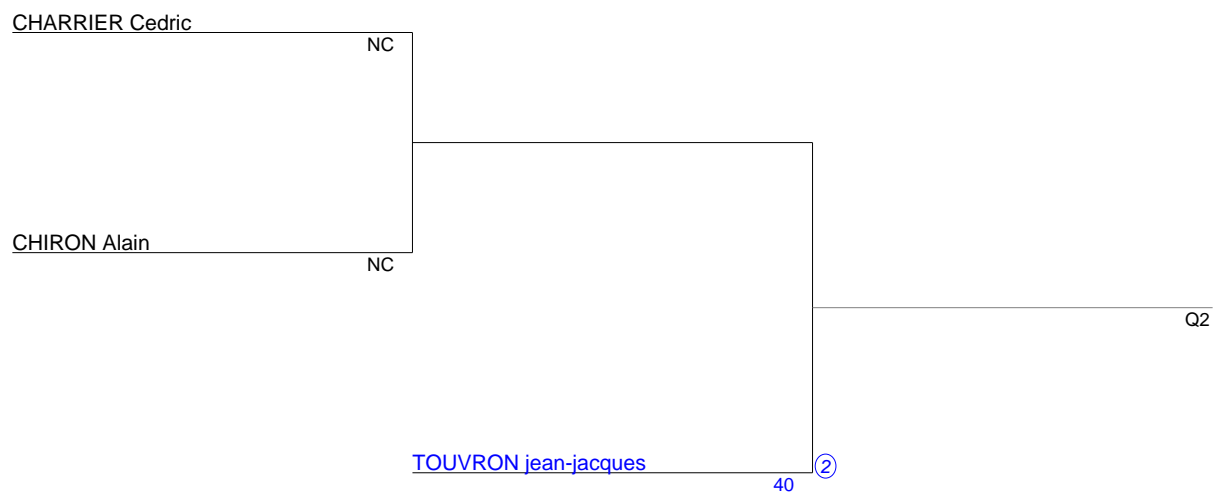 CHARRIER Cedric
NC
CHIRON Alain
NC
Q2
TOUVRON jean-jacques
2
40